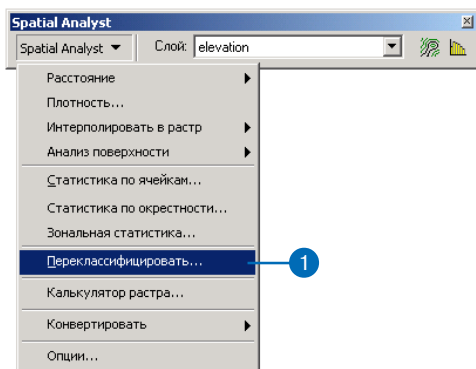 Spatial Analyst
Spatial Analyst Слой: elevation
Расстояние
Плотность...
Интерполировать в растр
Анализ поверхности
Статистика по ячейкам...
Статистика по окрестности...
Зональная статистика...
Переклассифицировать...
1
Калькулятор растра...
Конвертировать
Опции...